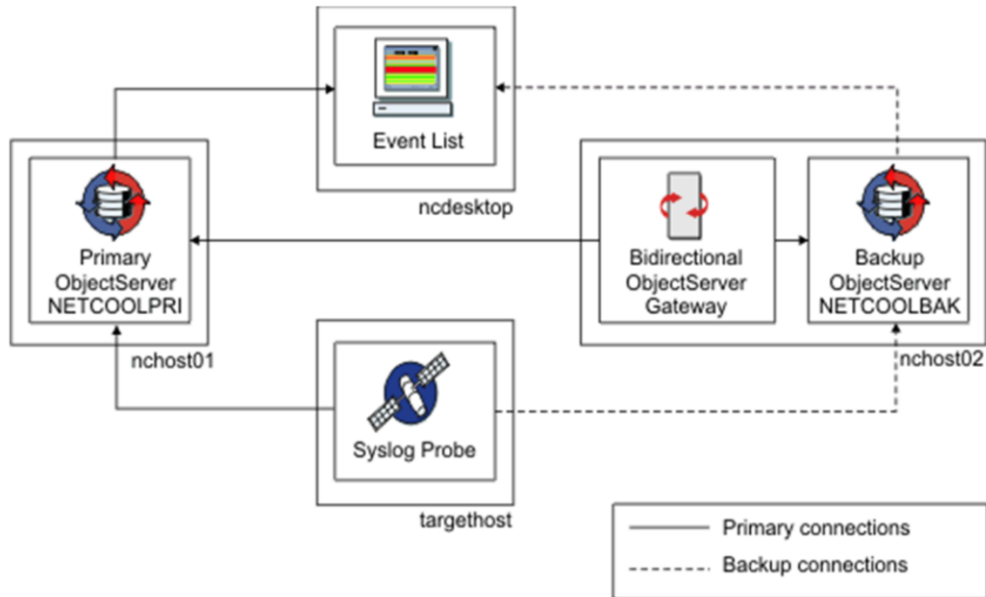 Event List
ncdesktop
Primary
ObjectServer
NETCOOLPRI
nchost01
Bidirectional
ObjectServer
Gateway
Backup
ObjectServer
NETCOOLBAK
nchost02
Syslog Probe
targethost
Primary connections
Backup connections